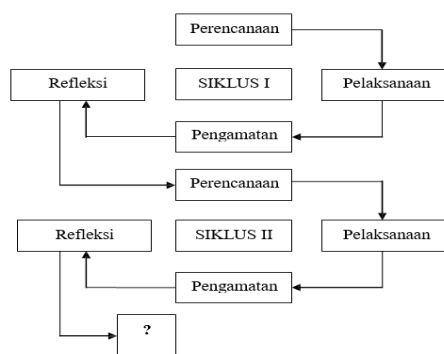 Perencanaan
Refleksi
SIKLUS I
Pelaksanaan
Pengamatan
Perencanaan
Refleksi
SIKLUS II
Pelaksanaan
Pengamatan
?